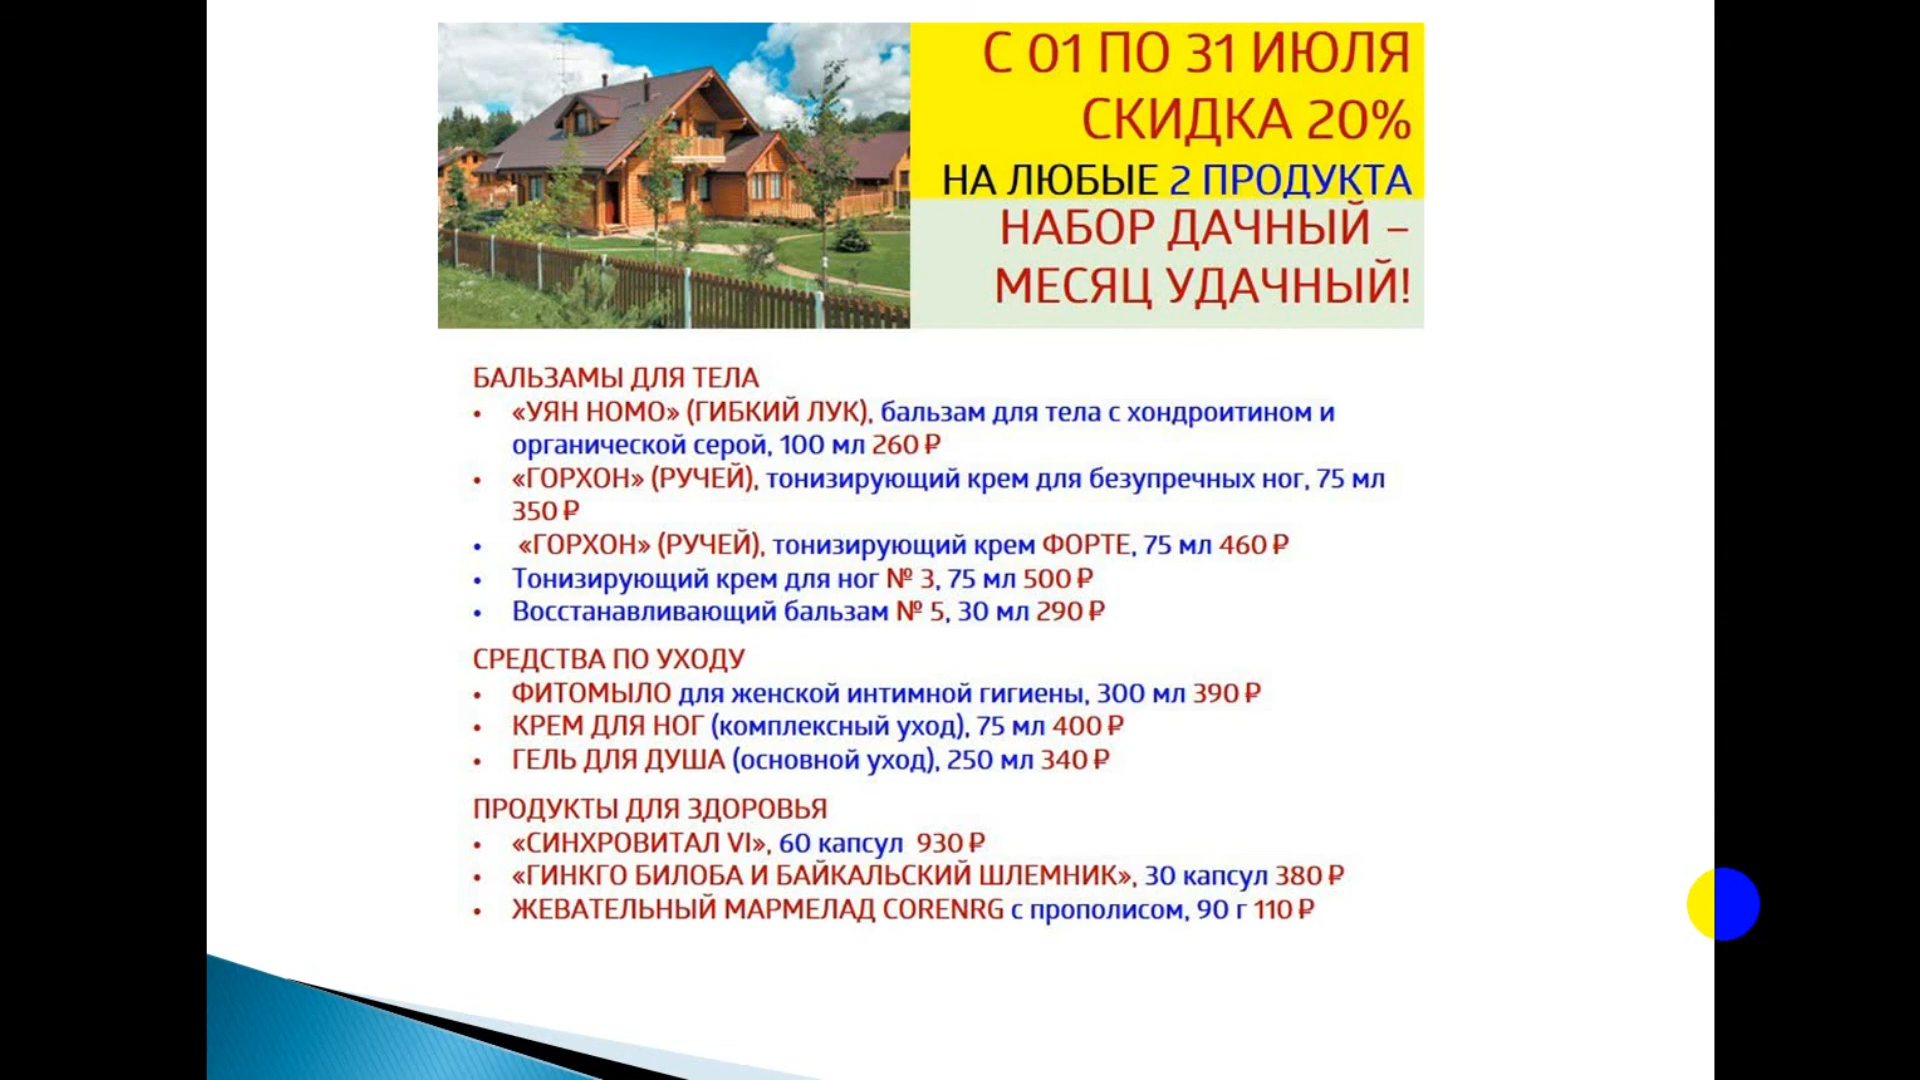 С 01 ПО 31 ИЮЛЯ
СКИДКА 20%
НА ЛЮБЫЕ 2 ПРОДУКТА
НАБОР ДАЧНЫЙ –
МЕСЯЦ УДАЧНЫЙ!
БАЛЬЗАМЫ ДЛЯ ТЕЛА
• «УЯН НОМО» (ГИБКИЙ ЛУК), бальзам для тела с хондроитином и
органической серой, 100 мл 260 ₽
• «ГОРХОН» (РУЧЕЙ), тонизирующий крем для безупречных ног, 75 мл
350 ₽
• «ГОРХОН» (РУЧЕЙ), тонизирующий крем ФОРТЕ, 75 мл 460 ₽
• Тонизирующий крем для ног № 3, 75 мл 500 ₽
• Восстанавливающий бальзам № 5, 30 мл 290 ₽
СРЕДСТВА ПО УХОДУ
• ФИТОМЫЛО для женской интимной гигиены, 300 мл 390 ₽
• КРЕМ ДЛЯ НОГ (комплексный уход), 75 мл 400 ₽
• ГЕЛЬ ДЛЯ ДУША (основной уход), 250 мл 340 ₽
ПРОДУКТЫ ДЛЯ ЗДОРОВЬЯ
• «СИНХРОВИТАЛ VI», 60 капсул 930 ₽
• «ГИНКГО БИЛОБА И БАЙКАЛЬСКИЙ ШЛЕМНИК», 30 капсул 380 ₽
• ЖЕВАТЕЛЬНЫЙ МАРМЕЛАД CORENRG с прополисом, 90 г 110 ₽